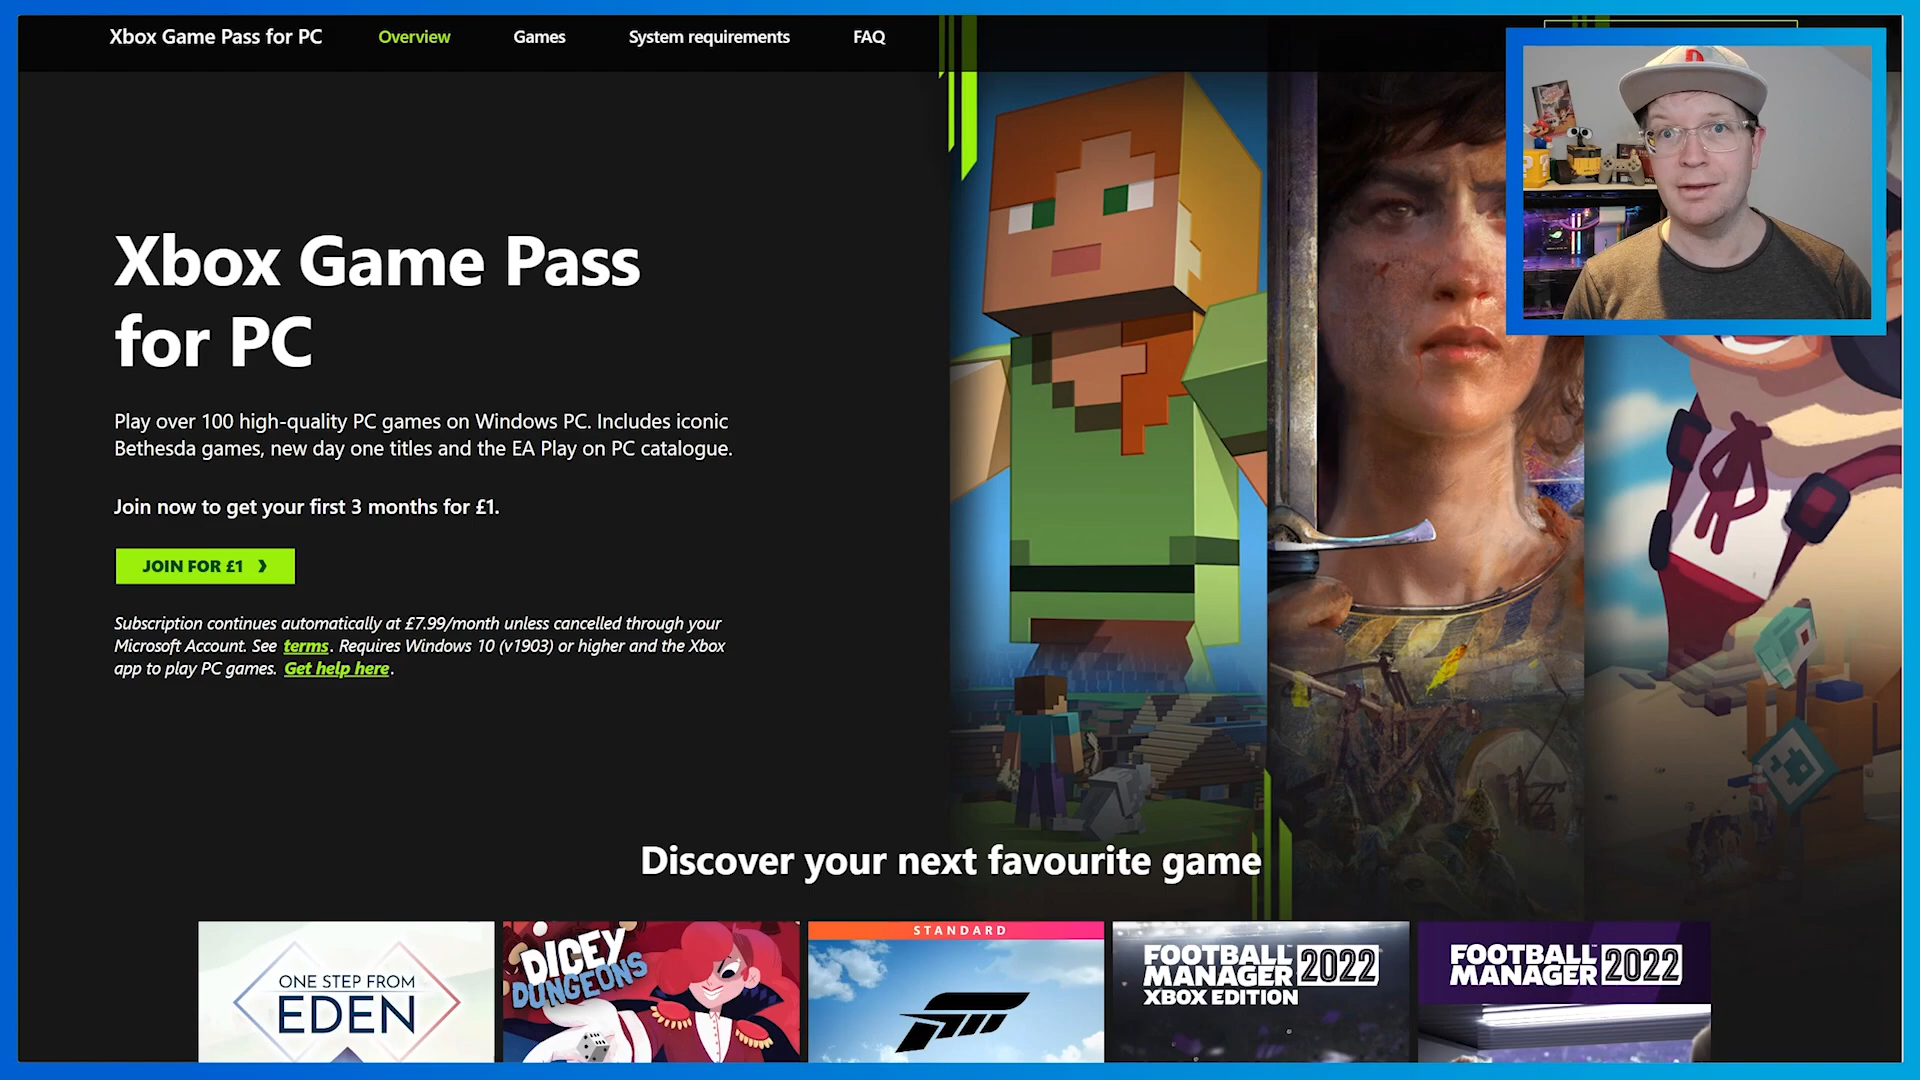 Xbox Game Pass for PC
Overview
Games
System requirements
FAQ
Xbox Game Pass
for PC
Play over 100 high-quality PC games on Windows PC. Includes iconic
Bethesda games, new day one titles and the EA Play on PC catalogue.
Join now to get your first 3 months for £1.
JOIN FOR £1 ❯
Subscription continues automatically at £7.99/month unless cancelled through your
Microsoft Account. See terms. Requires Windows 10 (v1903) or higher and the Xbox
app to play PC games. Get help here.
Discover your next favourite game
ONE STEP FROM
EDEN
DICEY
DUNGEONS
STANDARD
FOOTBALL
MANAGER 2022
XBOX EDITION
FOOTBALL
MANAGER 2022